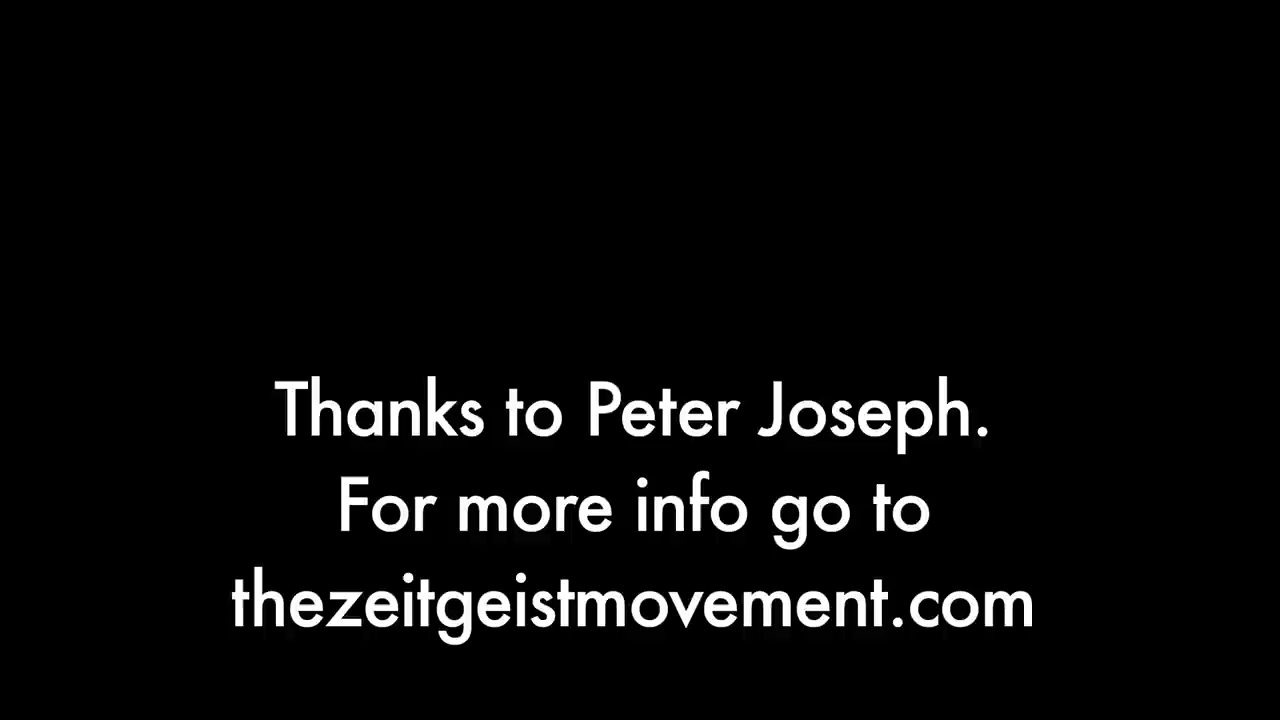 Thanks to Peter Joseph.
For more info go to
thezeitgeistmovement.com